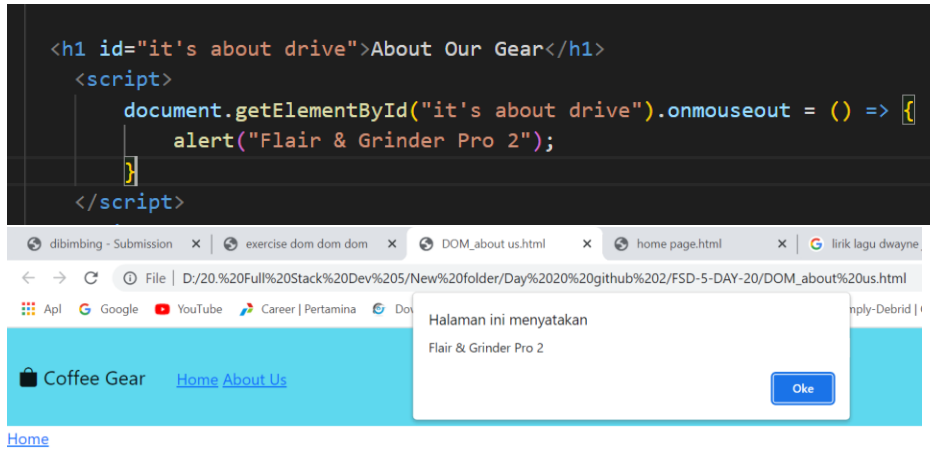 <h1 id="it's about drive">About Our Gear</h1>
<script>
document.getElementById("it's about drive").onmouseout = () => {
alert("Flair & Grinder Pro 2");
}
</script>
dibimbing - Submission
exercise dom dom dom
DOM_about us.html
home page.html
lirik lagu dwayne
File | D:/20.%20Full%20Stack%20Dev%205/New%20folder/Day%2020%20github%202/FSD-5-DAY-20/DOM_about%20us.html
Apl Google YouTube Career | Pertamina
mply-Debrid |
Halaman ini menyatakan
Flair & Grinder Pro 2
Oke
Coffee Gear Home About Us
Home